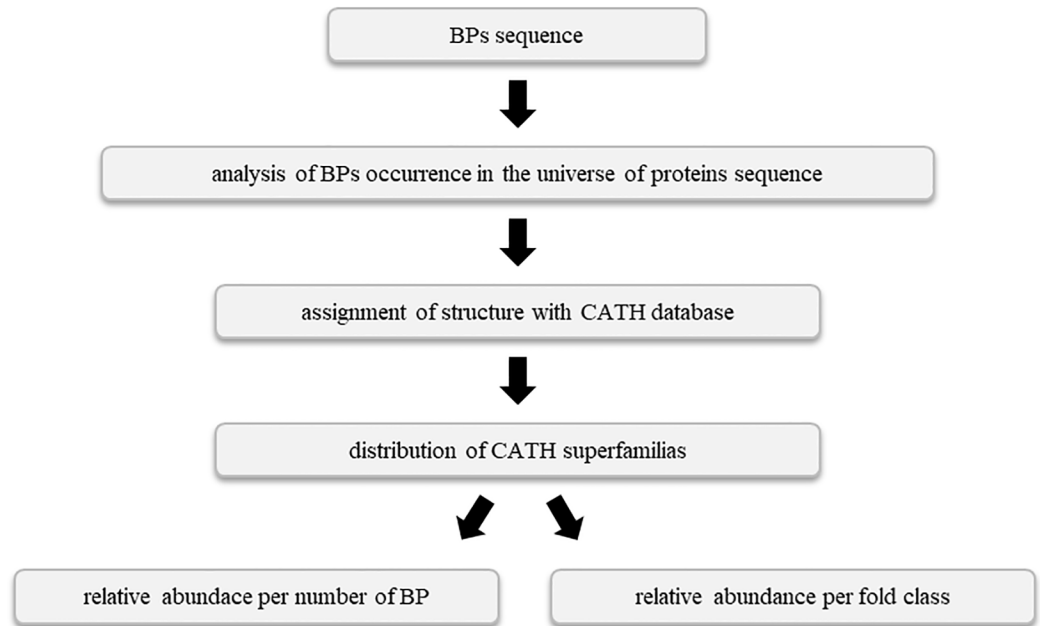 BPs sequence
analysis of BPs occurrence in the universe of proteins sequence
assignment of structure with CATH database
distribution of CATH superfamilias
relative abundace per number of BP
relative abundance per fold class